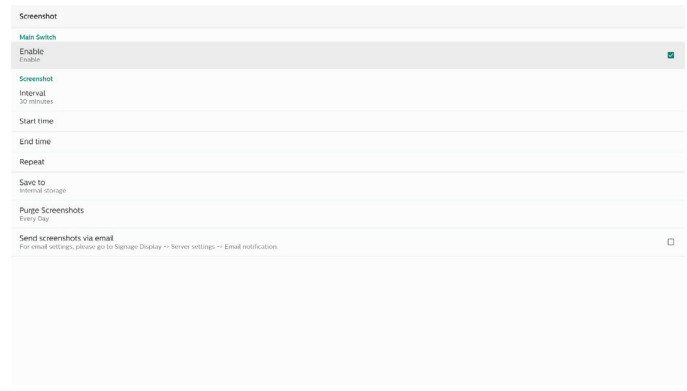 Screenshot
Main Switch
Enable
Enable
Screenshot
Interval
30 minutes
Start time
End time
Repeat
Save to
Internal storage
Purge Screenshots
Every Day
Send screenshots via email
For email settings, please go to Signage Display -> Server settings -> Email notification.